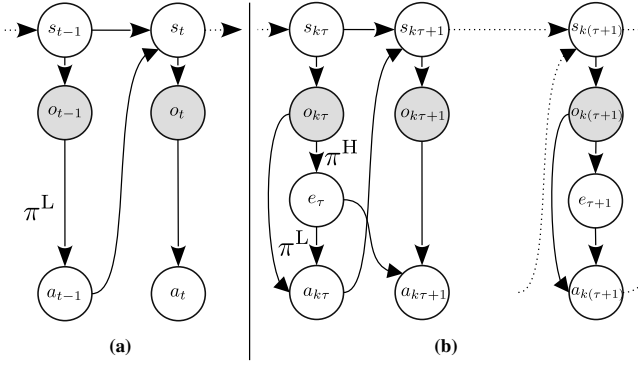 s_{t−1} s_t s_{kτ} s_{kτ+1} s_{k(τ+1)}
o_{t−1} o_t o_{kτ} o_{kτ+1} o_{k(τ+1)}
π^H
π^L e_τ e_{τ+1}
π^L
a_{t−1} a_t a_{kτ} a_{kτ+1} a_{k(τ+1)}
(a) (b)